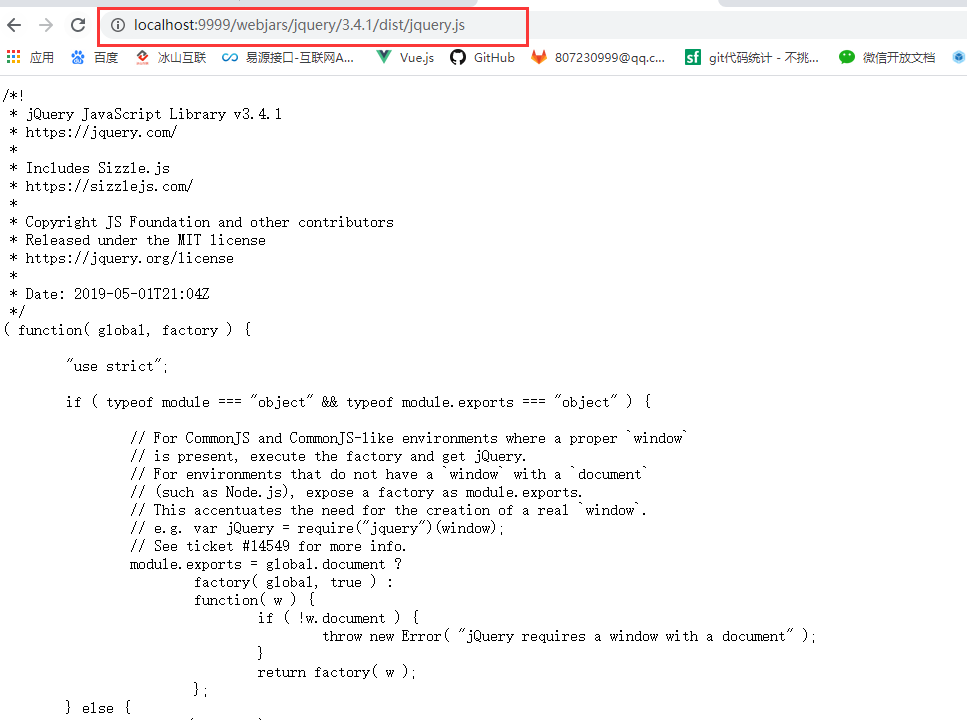 localhost:9999/webjars/jquery/3.4.1/dist/jquery.js
应用 百度 冰山互联 易源接口-互联网A... Vue.js GitHub 807230999@qq.c... sf git代码统计 - 不挑... 微信开放文档
/*!
 * jQuery JavaScript Library v3.4.1
 * https://jquery.com/
 *
 * Includes Sizzle.js
 * https://sizzlejs.com/
 *
 * Copyright JS Foundation and other contributors
 * Released under the MIT license
 * https://jquery.org/license
 *
 * Date: 2019-05-01T21:04Z
 */
( function( global, factory ) {
"use strict";
if ( typeof module === "object" && typeof module.exports === "object" ) {
// For CommonJS and CommonJS-like environments where a proper `window`
// is present, execute the factory and get jQuery.
// For environments that do not have a `window` with a `document`
// (such as Node.js), expose a factory as module.exports.
// This accentuates the need for the creation of a real `window`.
// e.g. var jQuery = require("jquery")(window);
// See ticket #14549 for more info.
module.exports = global.document ?
factory( global, true ) :
function( w ) {
if ( !w.document ) {
throw new Error( "jQuery requires a window with a document" );
}
return factory( w );
};
} else {